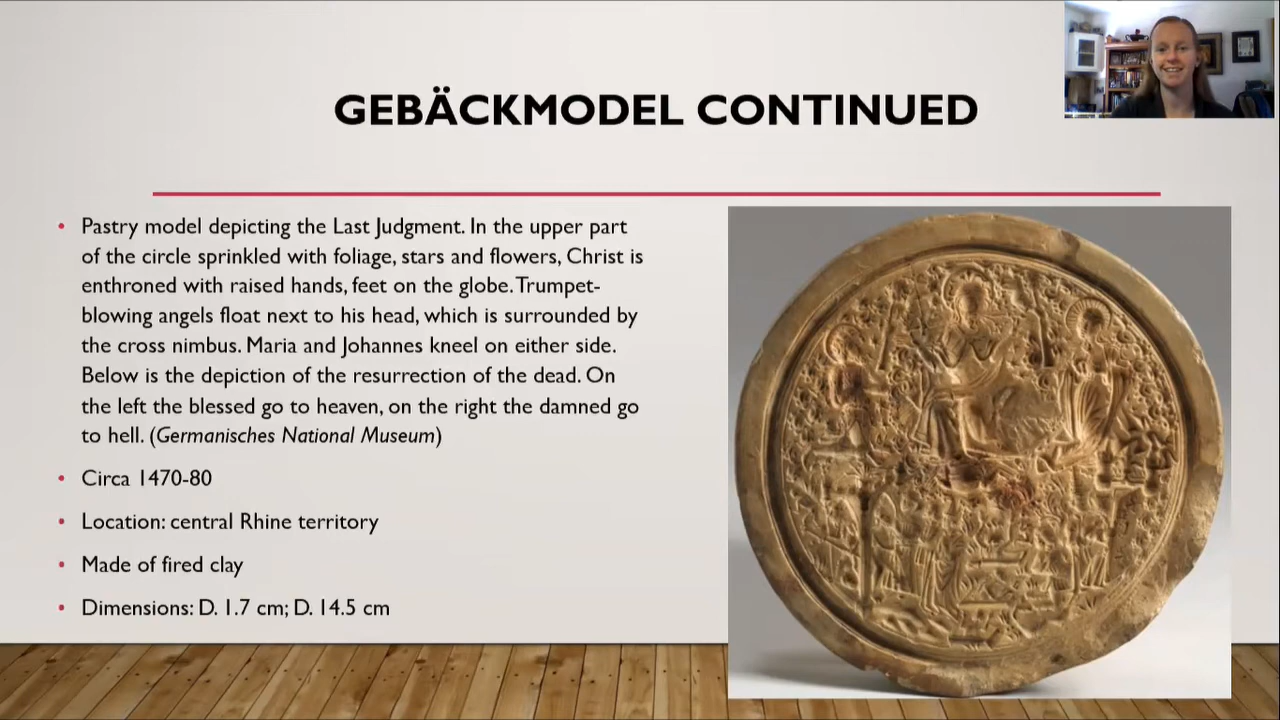 GEBÄCKMODEL CONTINUED
• Pastry model depicting the Last Judgment. In the upper part
of the circle sprinkled with foliage, stars and flowers, Christ is
enthroned with raised hands, feet on the globe. Trumpet-
blowing angels float next to his head, which is surrounded by
the cross nimbus. Maria and Johannes kneel on either side.
Below is the depiction of the resurrection of the dead. On
the left the blessed go to heaven, on the right the damned go
to hell. (Germanisches National Museum)
• Circa 1470-80
• Location: central Rhine territory
• Made of fired clay
• Dimensions: D. 1.7 cm; D. 14.5 cm